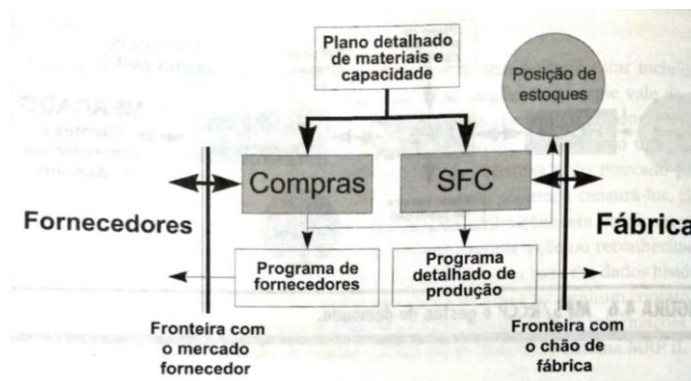 Plano detalhado
de materiais e
capacidade
Posição de
estoques
Compras
SFC
Fornecedores
Fábrica
Programa de
fornecedores
Programa
detalhado de
produção
Fronteira com
o mercado
fornecedor
Fronteira com
o chão de
fábrica